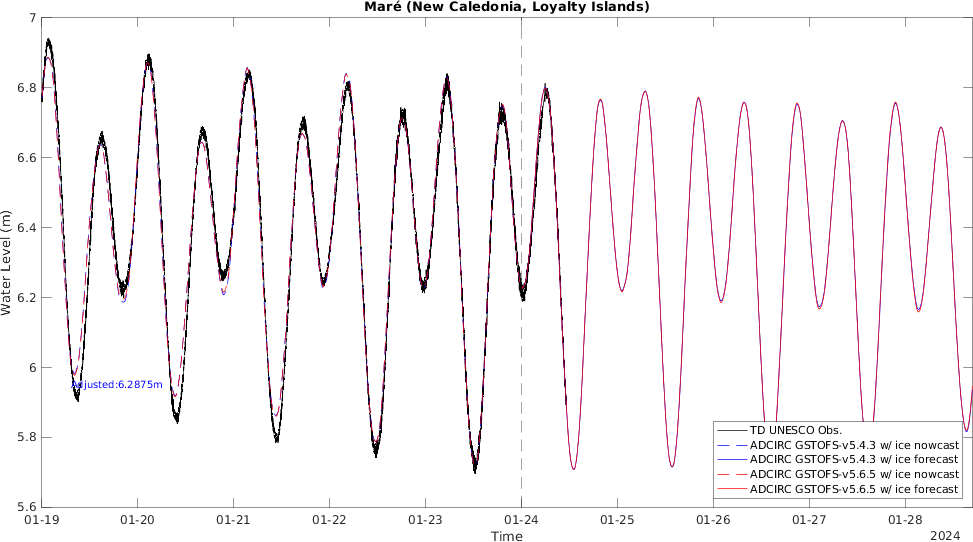 Maré (New Caledonia, Loyalty Islands)
7
6.8
6.6
6.4
6.2
6
5.8
5.6
Water Level (m)
Adjusted:6.2875m
TD UNESCO Obs.
ADCIRC GSTOFS-v5.4.3 w/ ice nowcast
ADCIRC GSTOFS-v5.4.3 w/ ice forecast
ADCIRC GSTOFS-v5.6.5 w/ ice nowcast
ADCIRC GSTOFS-v5.6.5 w/ ice forecast
01-19 01-20 01-21 01-22 01-23 01-24 01-25 01-26 01-27 01-28
Time
2024